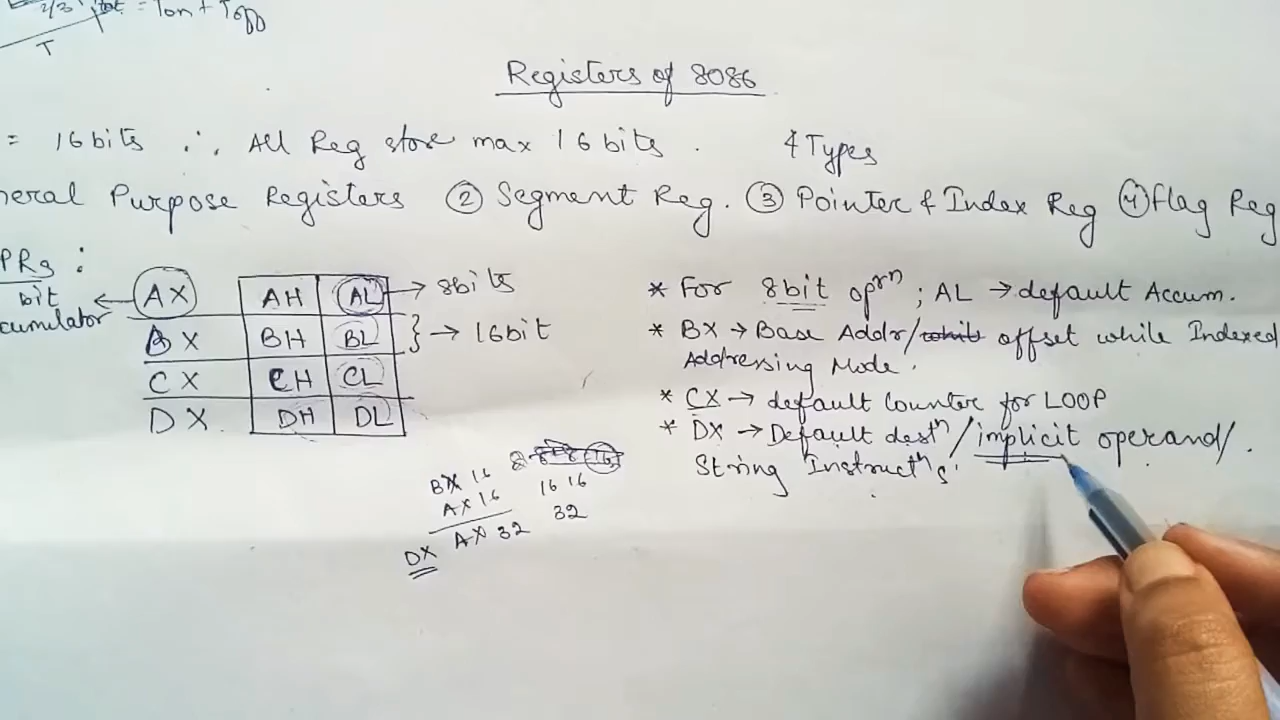 = Ton + Toff
T
Registers of 8086
= 16 bits ∴ All Reg store max 16 bits. 4 Types
neral Purpose Registers ② Segment Reg. ③ Pointer & Index Reg ④ Flag Reg
PRs :
bit
cumulator
AX AH AL → 8bits
BX BH BL → 16bit
CX CH CL
DX DH DL
* For 8bit oprⁿ ; AL → default Accum.
* BX → Base Addr/ offset while Indexed
Addressing Mode.
* CX → default Counter for LOOP
* DX → Default destⁿ/implicit operand/.
String Instructⁿs.
BX 16 8
AX 16 16 16
AX 32 32
DX